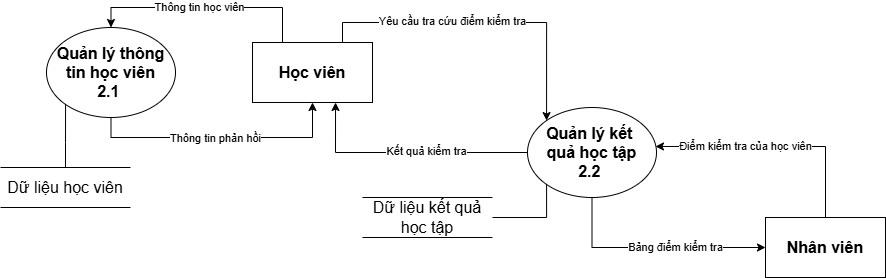 Thông tin học viên
Yêu cầu tra cứu điểm kiểm tra
Quản lý thông
tin học viên
2.1
Học viên
Thông tin phản hồi
Kết quả kiểm tra
Quản lý kết
quả học tập
2.2
Điểm kiểm tra của học viên
Dữ liệu học viên
Dữ liệu kết quả
học tập
Bảng điểm kiểm tra
Nhân viên